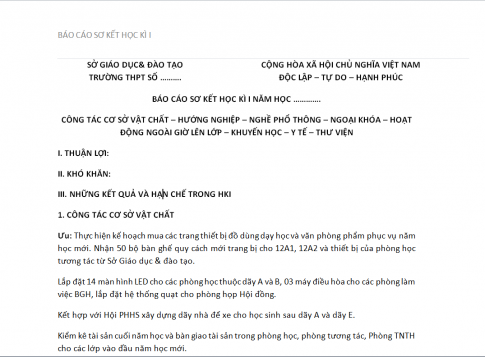 BÁO CÁO SƠ KẾT HỌC KÌ I
SỞ GIÁO DỤC& ĐÀO TẠO CỘNG HÒA XÃ HỘI CHỦ NGHĨA VIỆT NAM
TRƯỜNG THPT SỐ .......... ĐỘC LẬP – TỰ DO – HẠNH PHÚC
BÁO CÁO SƠ KẾT HỌC KÌ I NĂM HỌC .............
CÔNG TÁC CƠ SỞ VẬT CHẤT – HƯỚNG NGHIỆP – NGHỀ PHỔ THÔNG – NGOẠI KHÓA – HOẠT
ĐỘNG NGOÀI GIỜ LÊN LỚP – KHUYẾN HỌC – Y TẾ – THƯ VIỆN
I. THUẬN LỢI:
II. KHÓ KHĂN:
III. NHỮNG KẾT QUẢ VÀ HẠN CHẾ TRONG HKI
1. CÔNG TÁC CƠ SỞ VẬT CHẤT
Ưu: Thực hiện kế hoạch mua các trang thiết bị đồ dùng dạy học và văn phòng phẩm phục vụ năm
học mới. Nhận 50 bộ bàn ghế quy cách mới trang bị cho 12A1, 12A2 và thiết bị của phòng học
tương tác từ Sở Giáo dục & đào tạo.
Lắp đặt 14 màn hình LED cho các phòng học thuộc dãy A và B, 03 máy điều hòa cho các phòng làm
việc BGH, lắp đặt hệ thống quạt cho phòng họp Hội đồng.
Kết hợp với Hội PHHS xây dựng dãy nhà để xe cho học sinh sau dãy A và dãy E.
Kiểm kê tài sản cuối năm học và bàn giao tài sản trong phòng học, phòng tương tác, Phòng TNTH
cho các lớp vào đầu năm học mới.